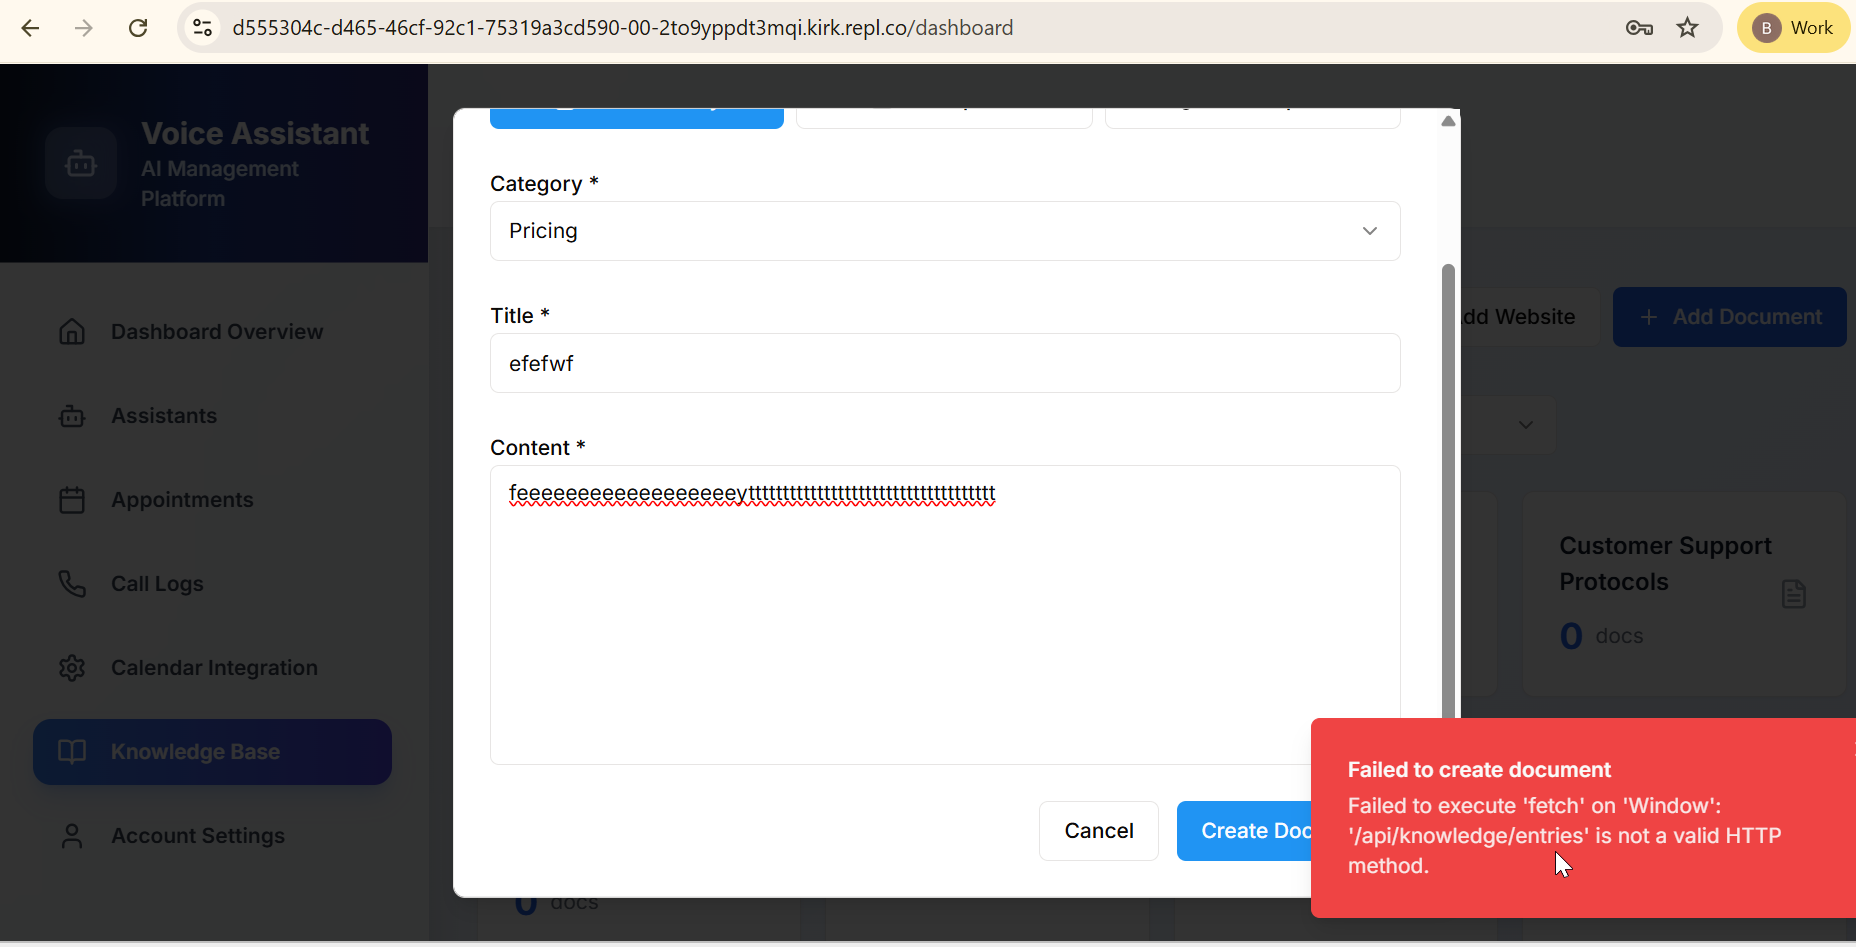 d555304c-d465-46cf-92c1-75319a3cd590-00-2to9yppdt3mqi.kirk.repl.co/dashboard
B Work
Voice Assistant
AI Management
Platform
Dashboard Overview
Assistants
Appointments
Call Logs
Calendar Integration
Knowledge Base
Account Settings
Category *
Pricing
Title *
efefwf
Content *
feeeeeeeeeeeeeeeeeeyttttttttttttttttttttttttttttttttttttt
Cancel
Create Doc
dd Website
+ Add Document
Customer Support
Protocols
0 docs
Failed to create document
Failed to execute 'fetch' on 'Window':
'/api/knowledge/entries' is not a valid HTTP
method.
0 docs